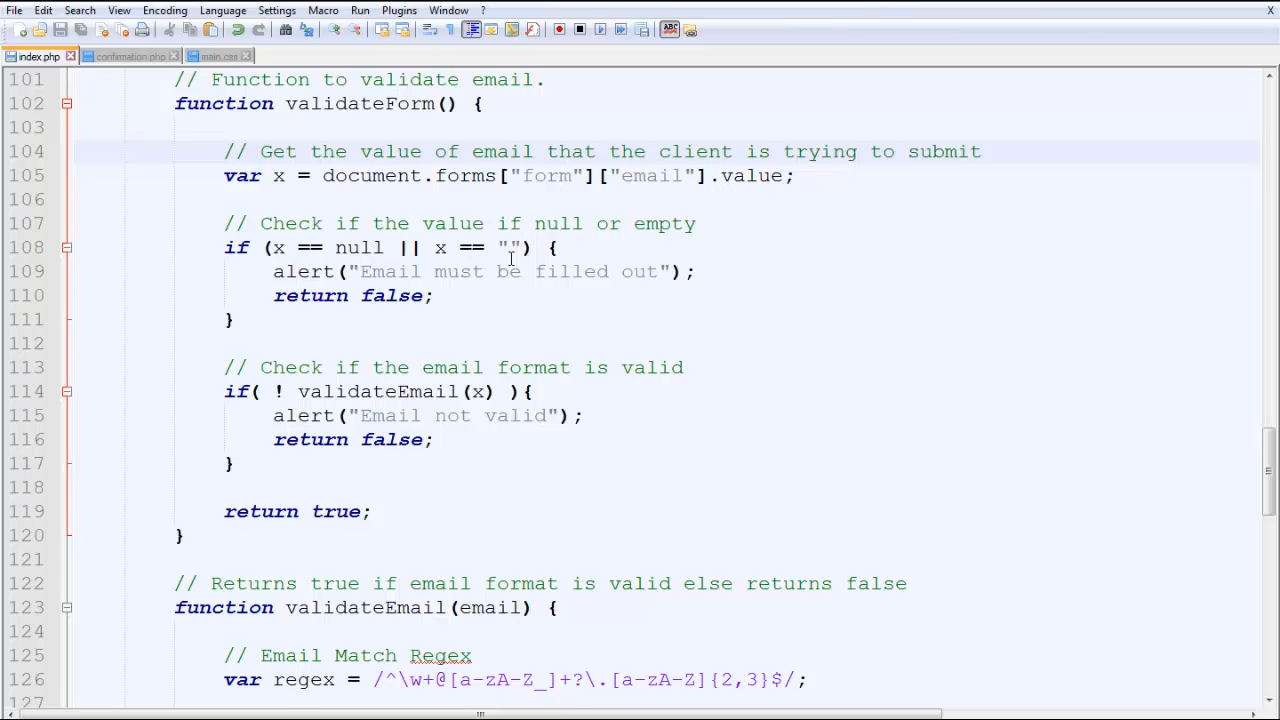 File Edit Search View Encoding Language Settings Macro Run Plugins Window ? X
index.php confirmation.php main.css
101 // Function to validate email.
102 function validateForm() {
103
104 // Get the value of email that the client is trying to submit
105 var x = document.forms["form"]["email"].value;
106
107 // Check if the value if null or empty
108 if (x == null || x == "") {
109 alert("Email must be filled out");
110 return false;
111 }
112
113 // Check if the email format is valid
114 if( ! validateEmail(x) ){
115 alert("Email not valid");
116 return false;
117 }
118
119 return true;
120 }
121
122 // Returns true if email format is valid else returns false
123 function validateEmail(email) {
124
125 // Email Match Regex
126 var regex = /^\w+@[a-zA-Z_]+?\.[a-zA-Z]{2,3}$/;
127